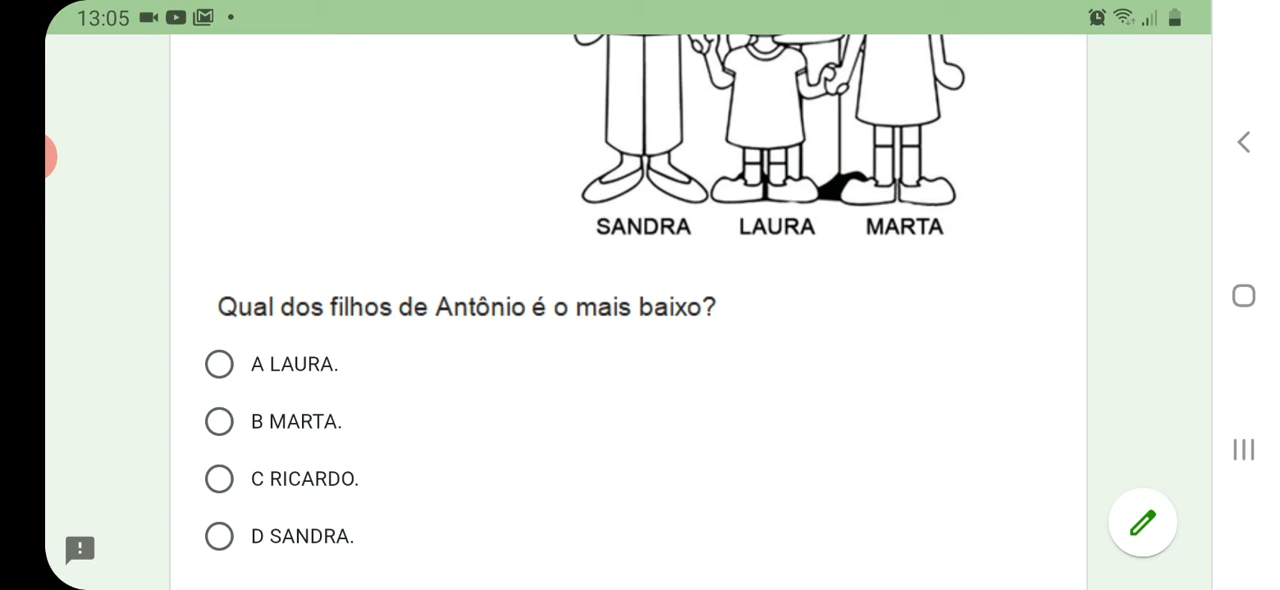 13:05
SANDRA LAURA MARTA
Qual dos filhos de Antônio é o mais baixo?
A LAURA.
B MARTA.
C RICARDO.
D SANDRA.